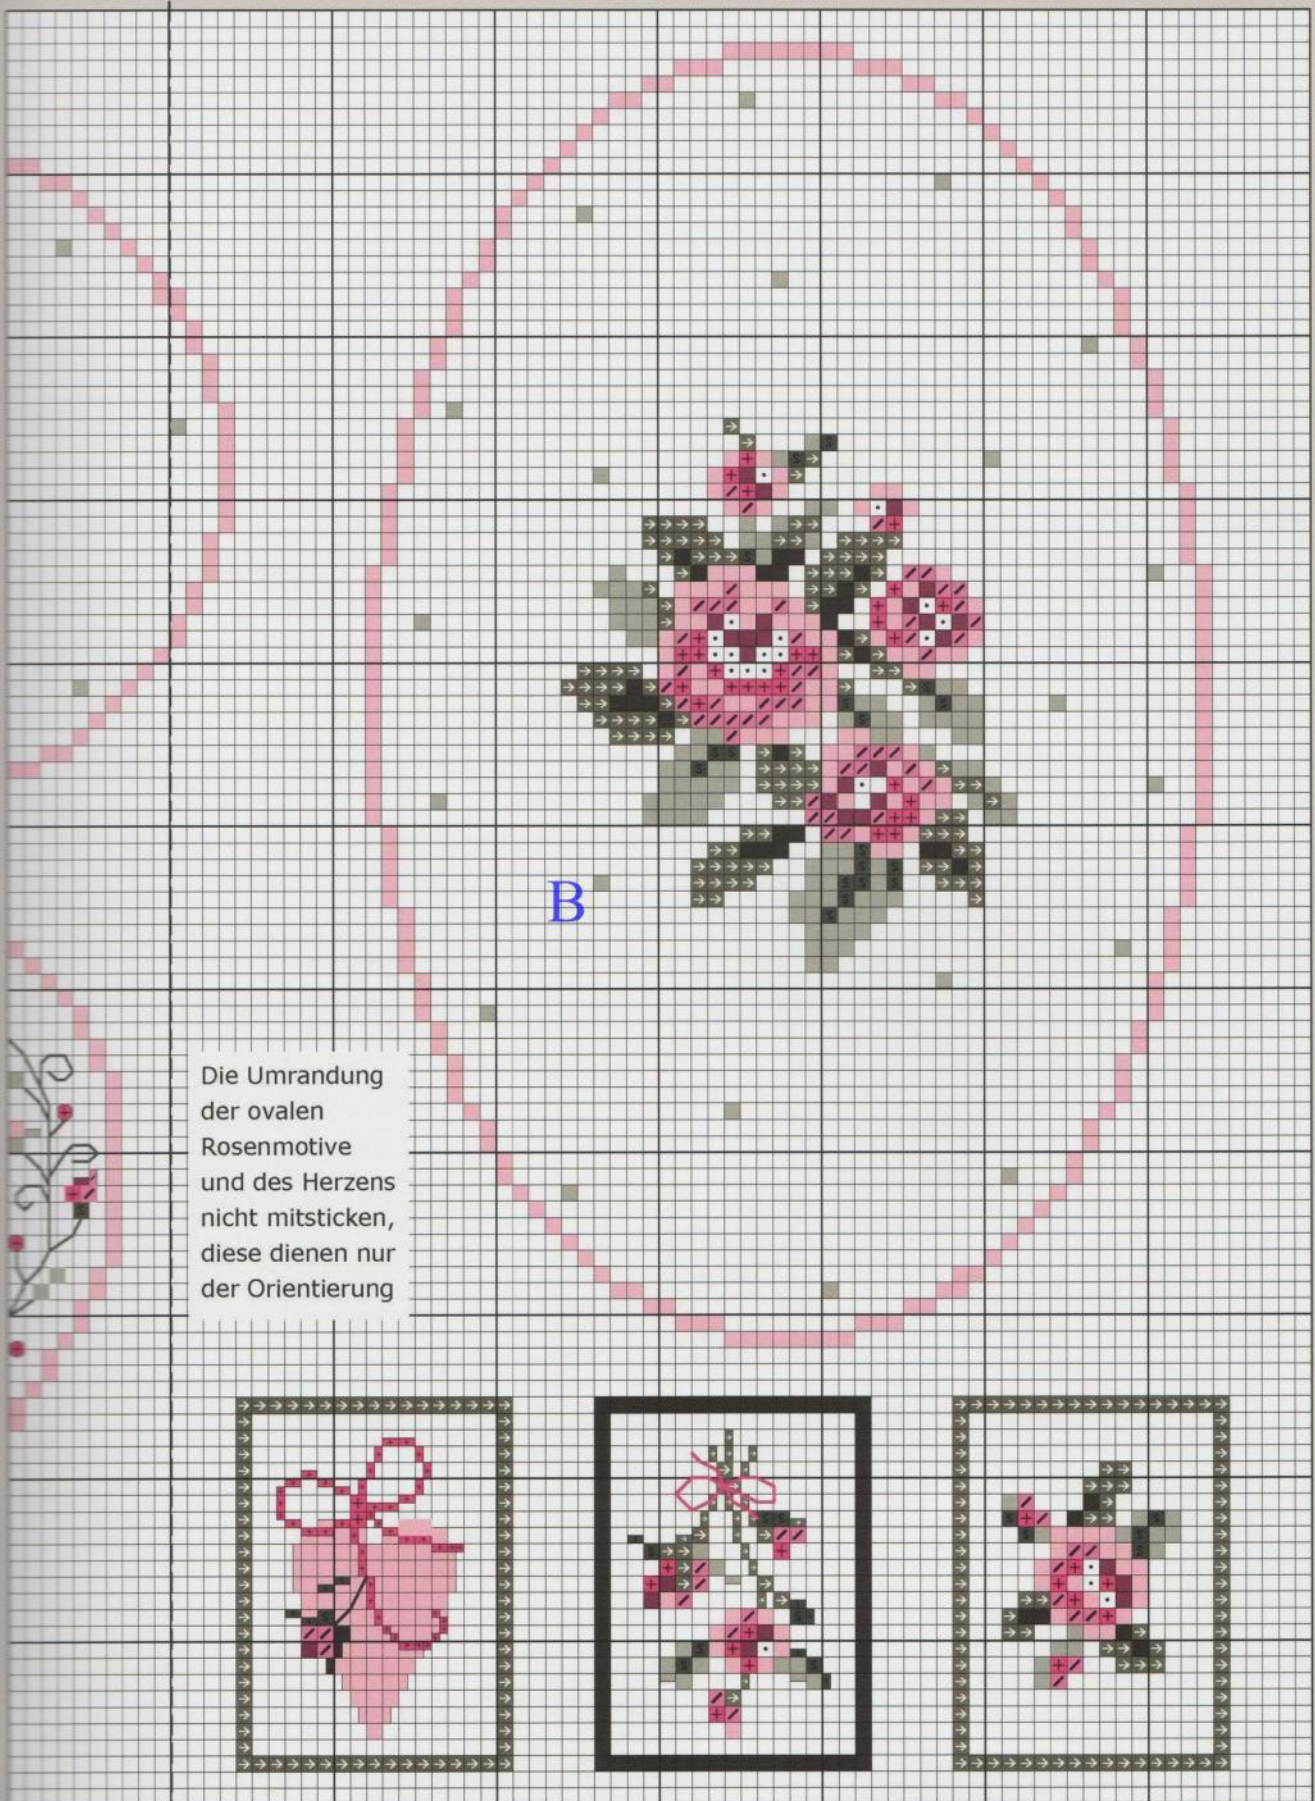 B
Die Umrandung
der ovalen
Rosenmotive
und des Herzens
nicht mitsticken,
diese dienen nur
der Orientierung